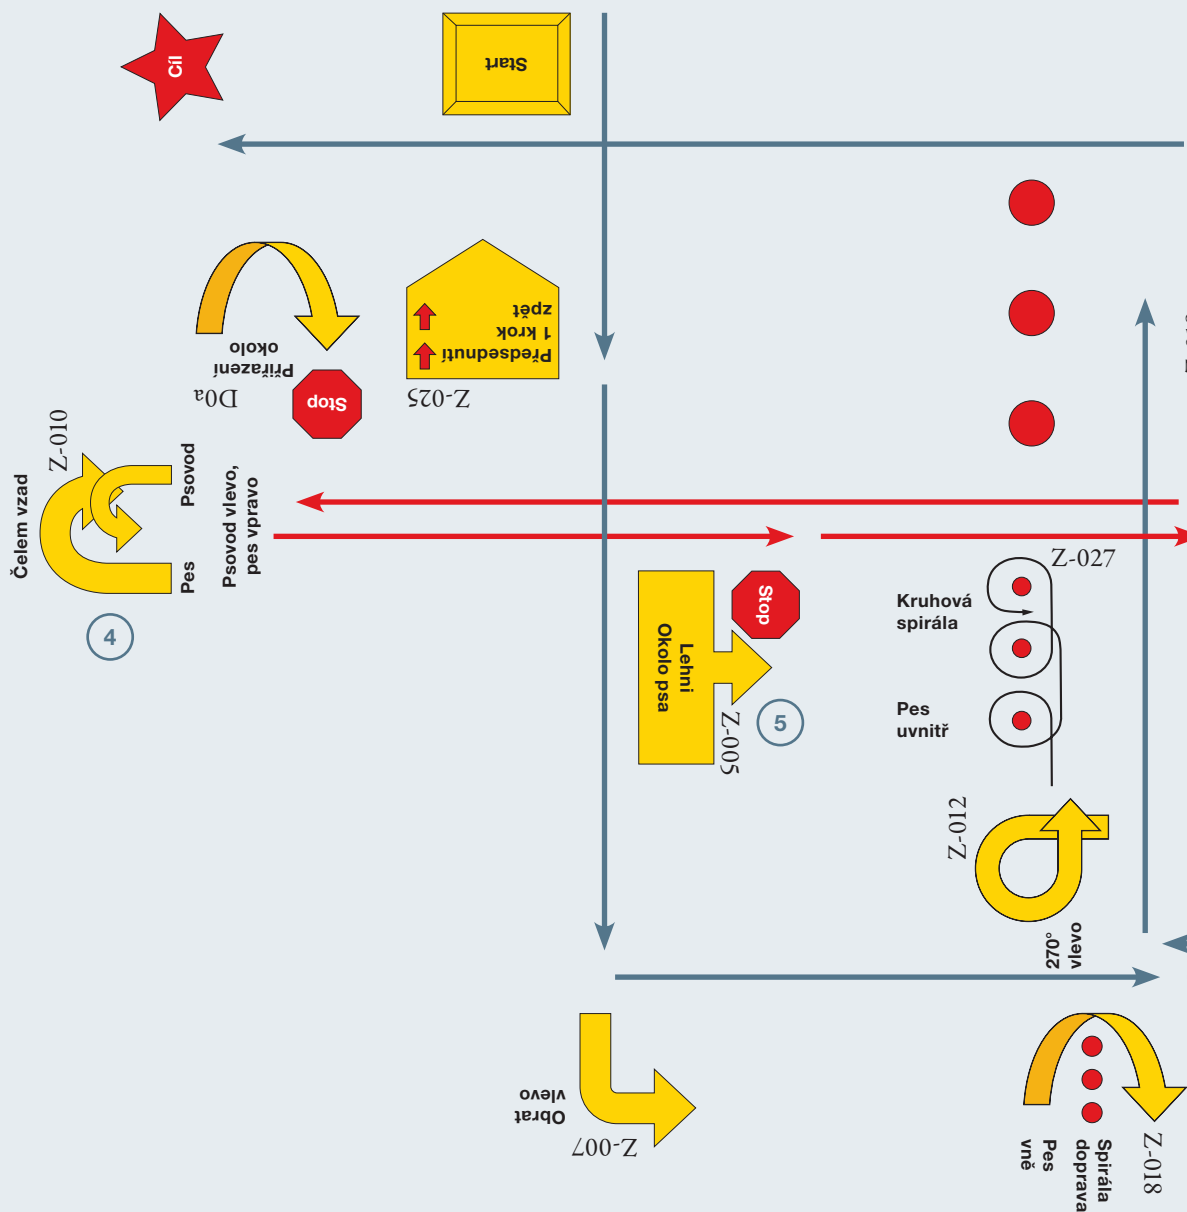 Cíl
Start
Přiřazení
okolo
D0a
Stop
Předsednutí
1 krok
zpět
Z-025
Čelem vzad
Z-010
Pes
Psovod
Psovod vlevo,
pes vpravo
4
Lehni
Okolo psa
Stop
Z-005
5
Kruhová
spirála
Z-027
Pes
uvnitř
Z-012
270°
vlevo
Obrat
vlevo
Z-007
Pes
vně
Spirála
doprava
Z-018